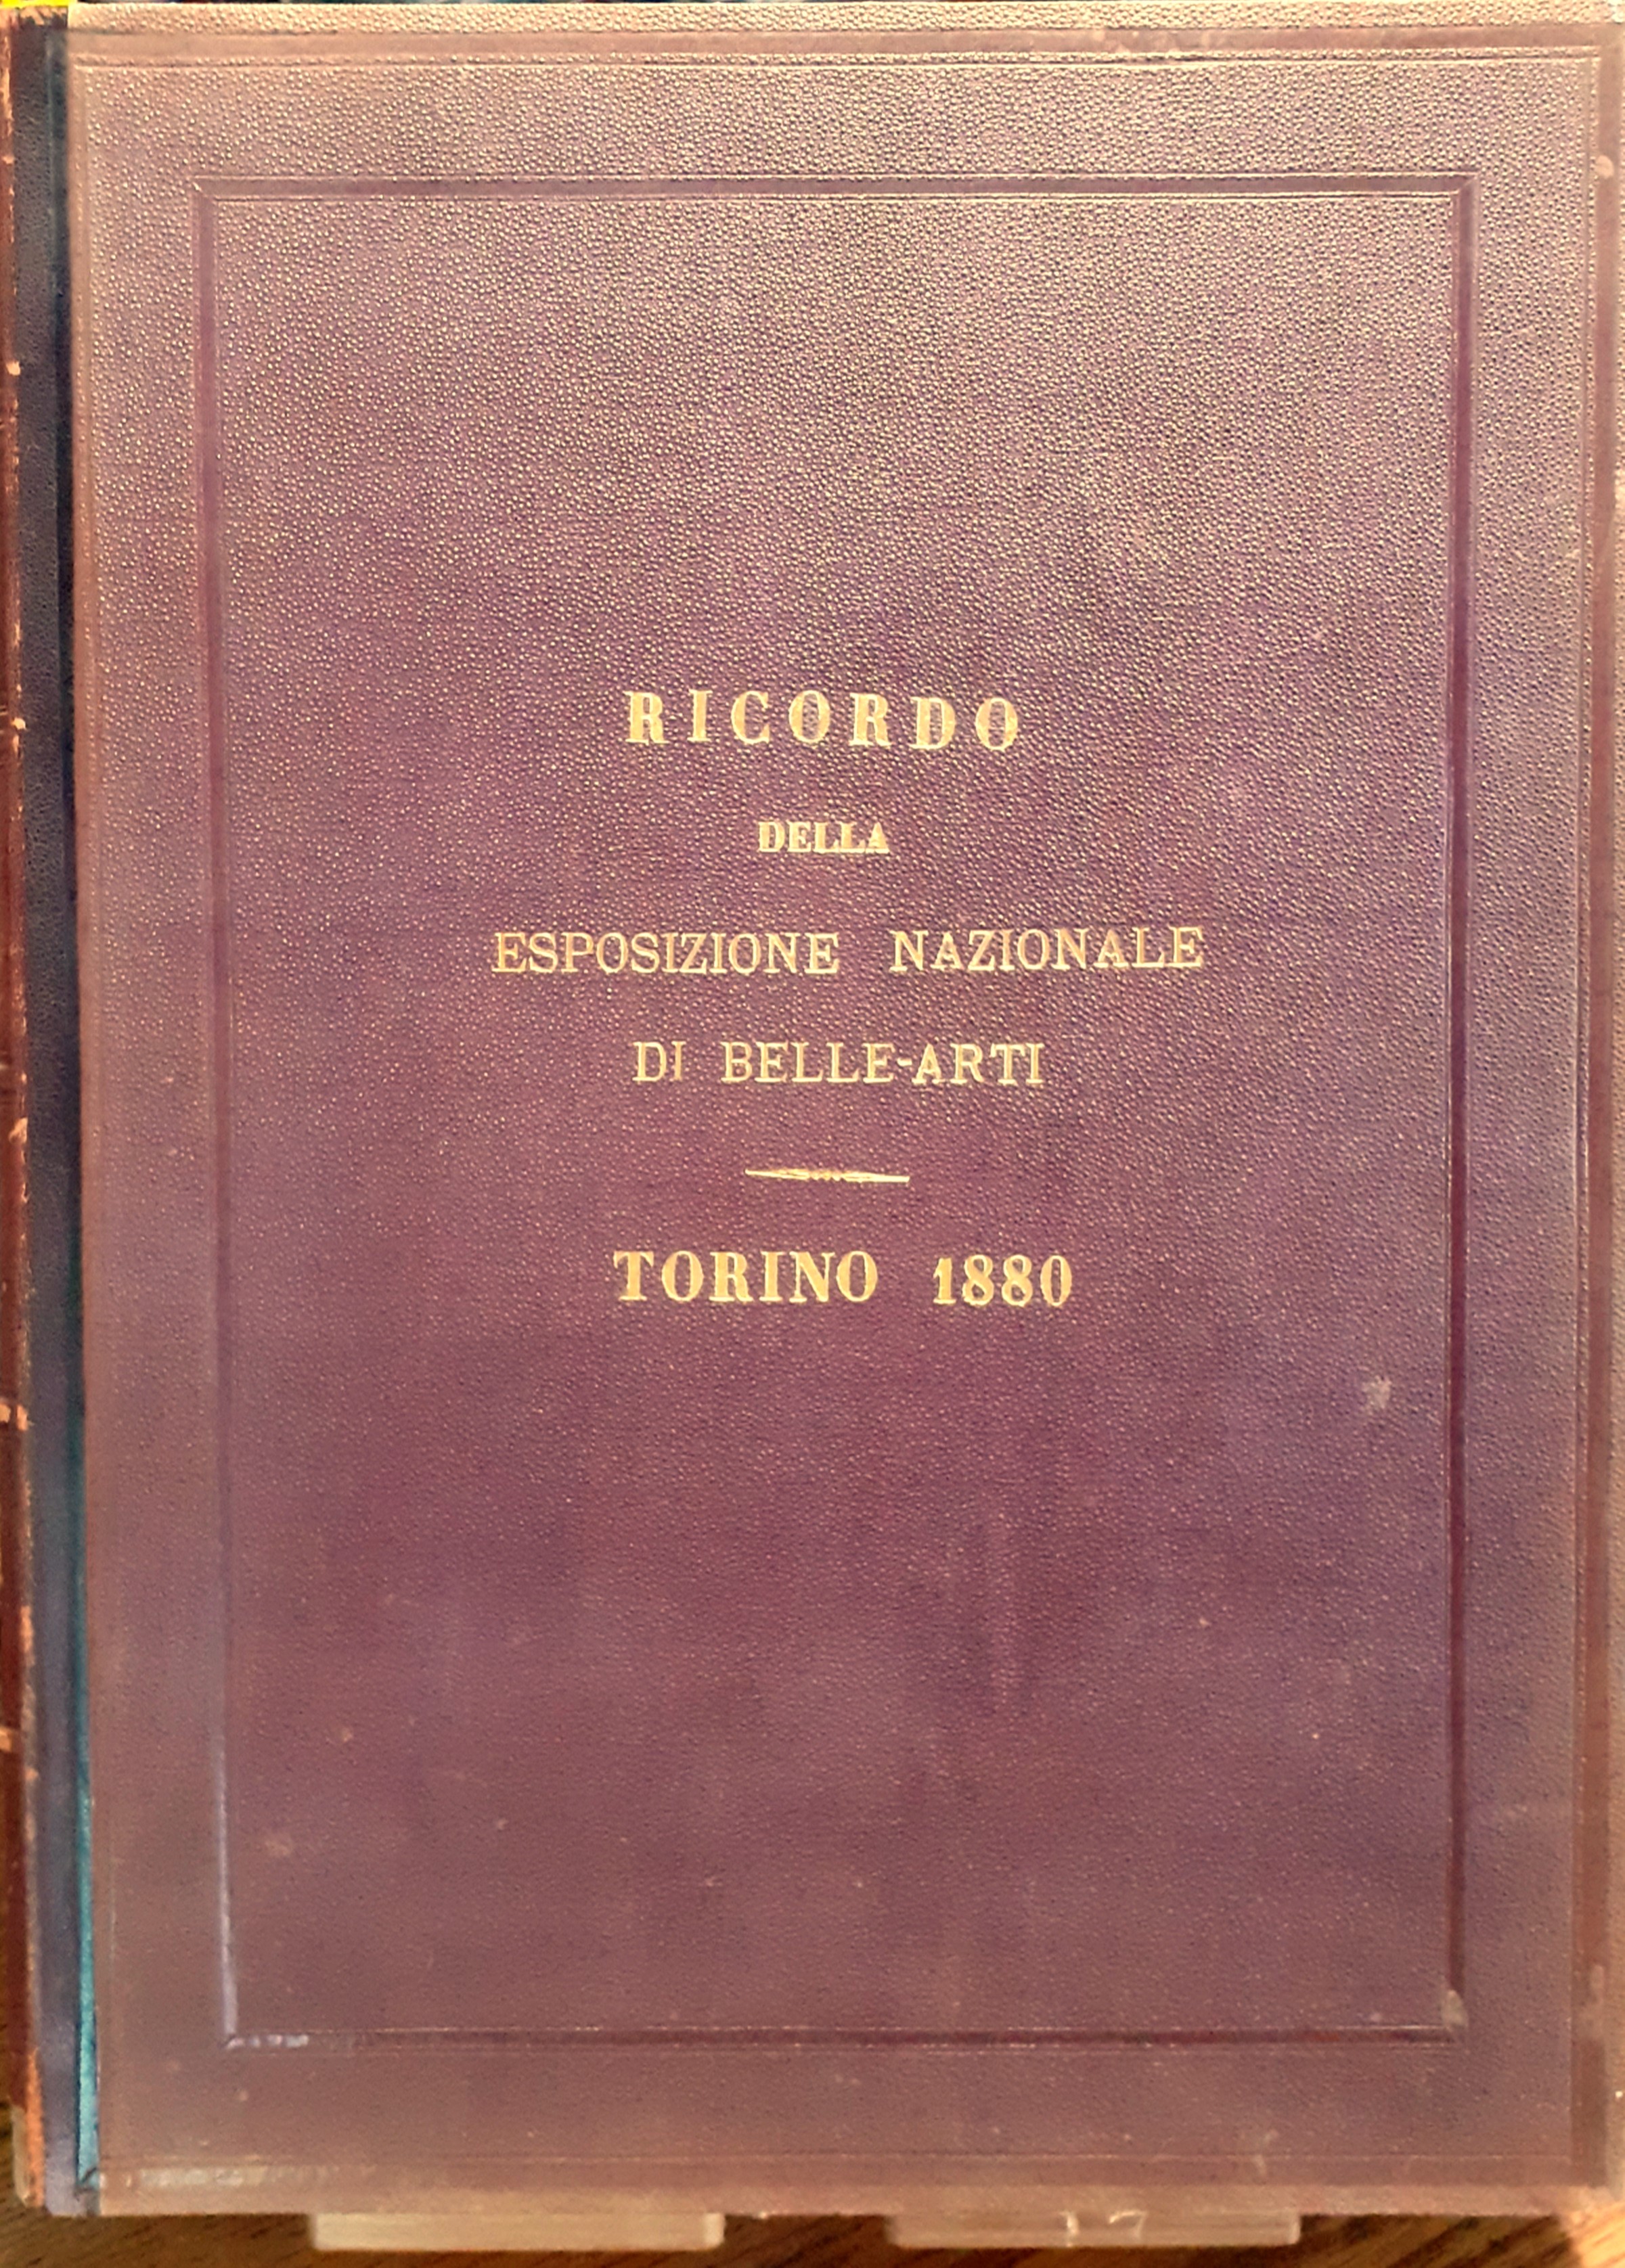 RICORDO
DELLA
ESPOSIZIONE NAZIONALE
DI BELLE-ARTI
TORINO 1880